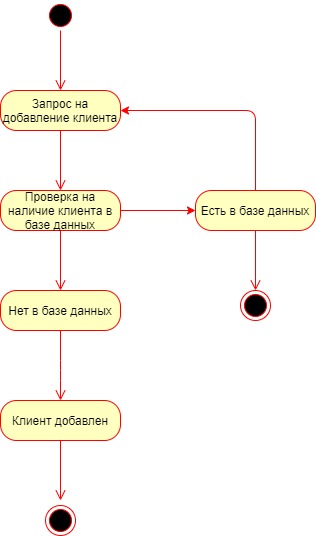 Запрос на
добавление клиента
Проверка на
наличие клиента в
базе данных
Есть в базе данных
Нет в базе данных
Клиент добавлен